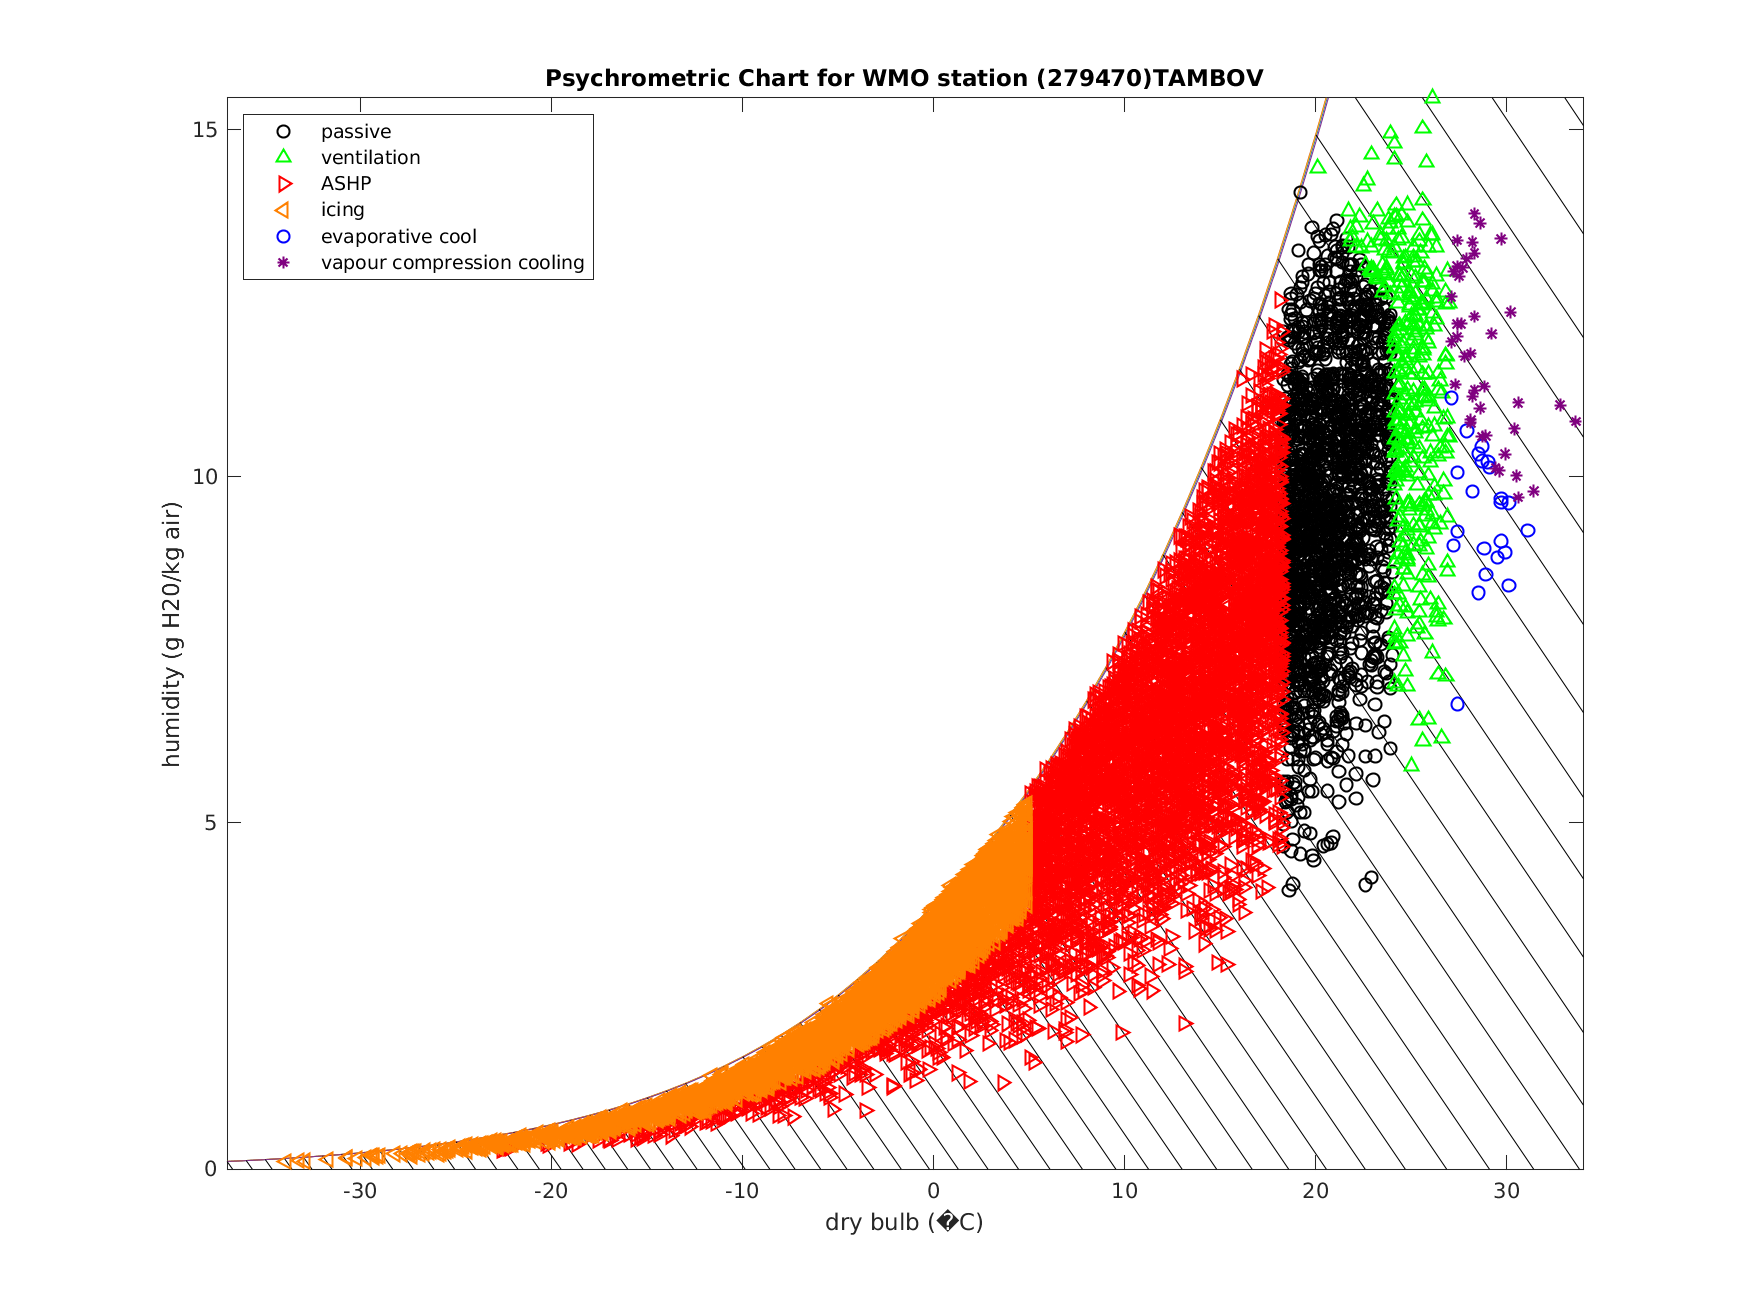 Psychrometric Chart for WMO station (279470)TAMBOV
passive
ventilation
ASHP
icing
evaporative cool
vapour compression cooling
humidity (g H20/kg air)
15
10
5
0
-30 -20 -10 0 10 20 30
dry bulb (�C)